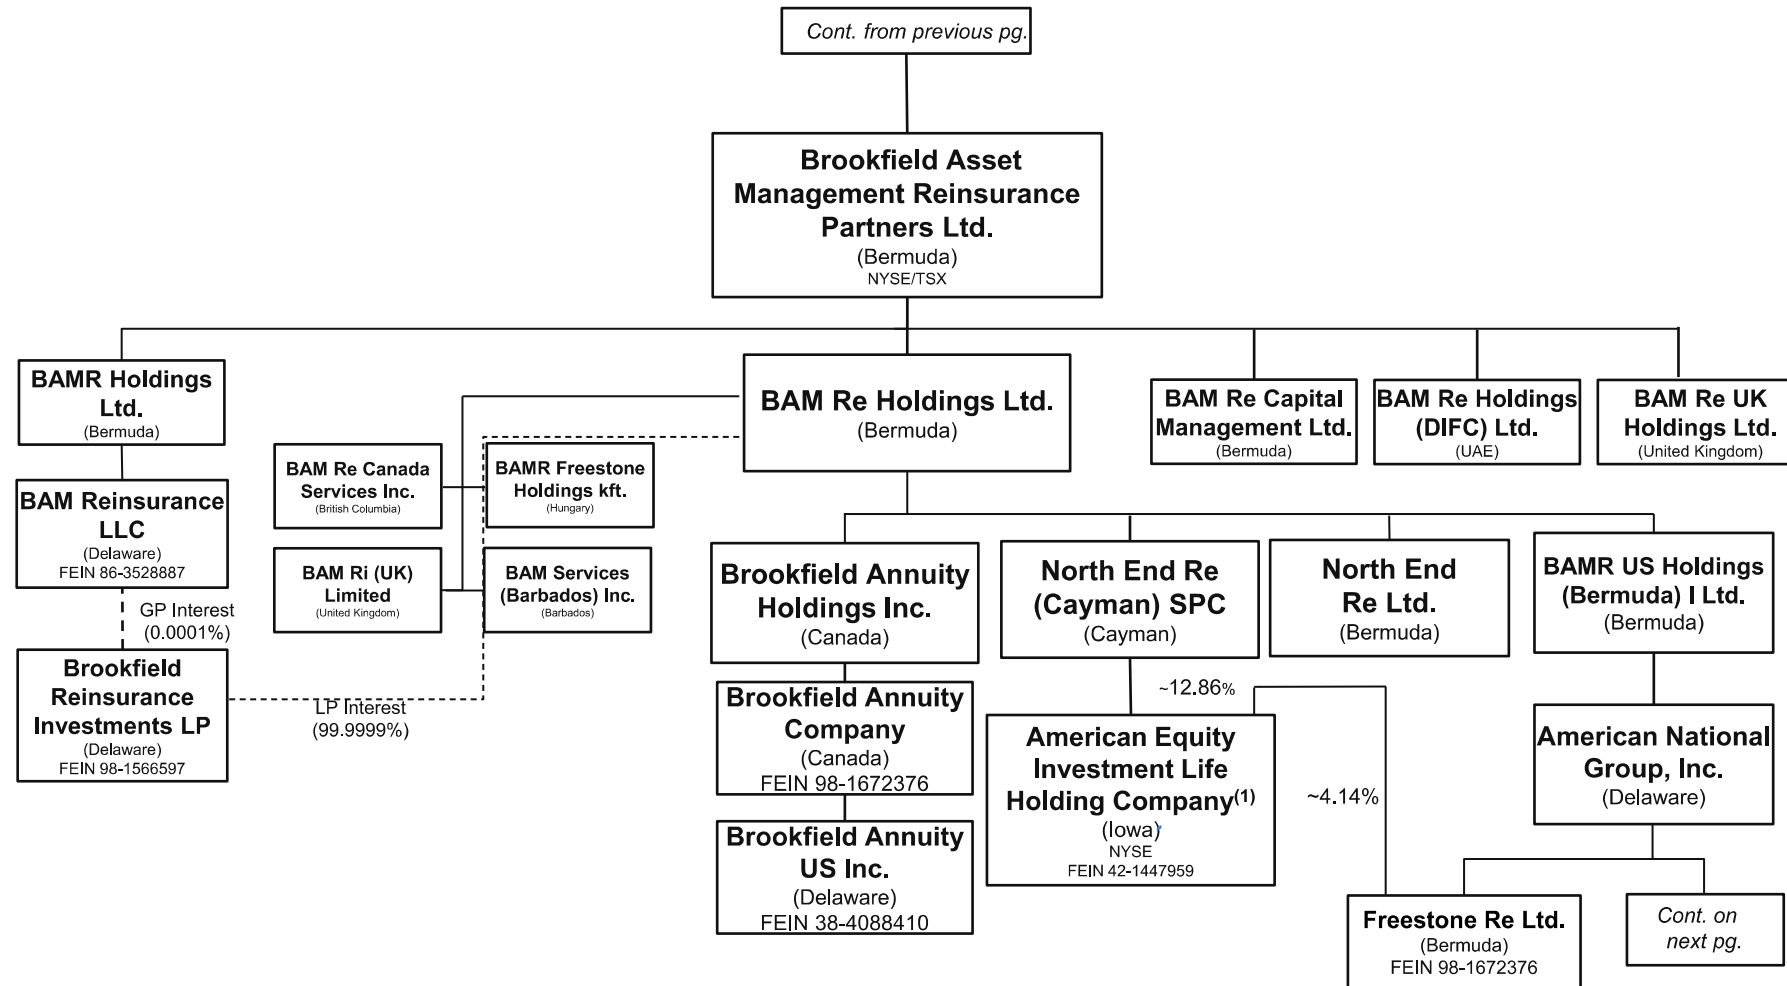 Cont. from previous pg.
Brookfield Asset
Management Reinsurance
Partners Ltd.
(Bermuda)
NYSE/TSX
BAMR Holdings
Ltd.
(Bermuda)
BAM Re Holdings Ltd.
(Bermuda)
BAM Re Capital
Management Ltd.
(Bermuda)
BAM Re Holdings
(DIFC) Ltd.
(UAE)
BAM Re UK
Holdings Ltd.
(United Kingdom)
BAM Re Canada
Services Inc.
(British Columbia)
BAMR Freestone
Holdings kft.
(Hungary)
BAM Reinsurance
LLC
(Delaware)
FEIN 86-3528887
BAM Ri (UK)
Limited
(United Kingdom)
BAM Services
(Barbados) Inc.
(Barbados)
GP Interest
(0.0001%)
Brookfield
Reinsurance
Investments LP
(Delaware)
FEIN 98-1566597
LP Interest
(99.9999%)
Brookfield Annuity
Holdings Inc.
(Canada)
North End Re
(Cayman) SPC
(Cayman)
North End
Re Ltd.
(Bermuda)
BAMR US Holdings
(Bermuda) I Ltd.
(Bermuda)
Brookfield Annuity
Company
(Canada)
FEIN 98-1672376
~12.86%
American Equity
Investment Life
Holding Company(1)
(Iowa)
NYSE
FEIN 42-1447959
~4.14%
American National
Group, Inc.
(Delaware)
Brookfield Annuity
US Inc.
(Delaware)
FEIN 38-4088410
Freestone Re Ltd.
(Bermuda)
FEIN 98-1672376
Cont. on
next pg.